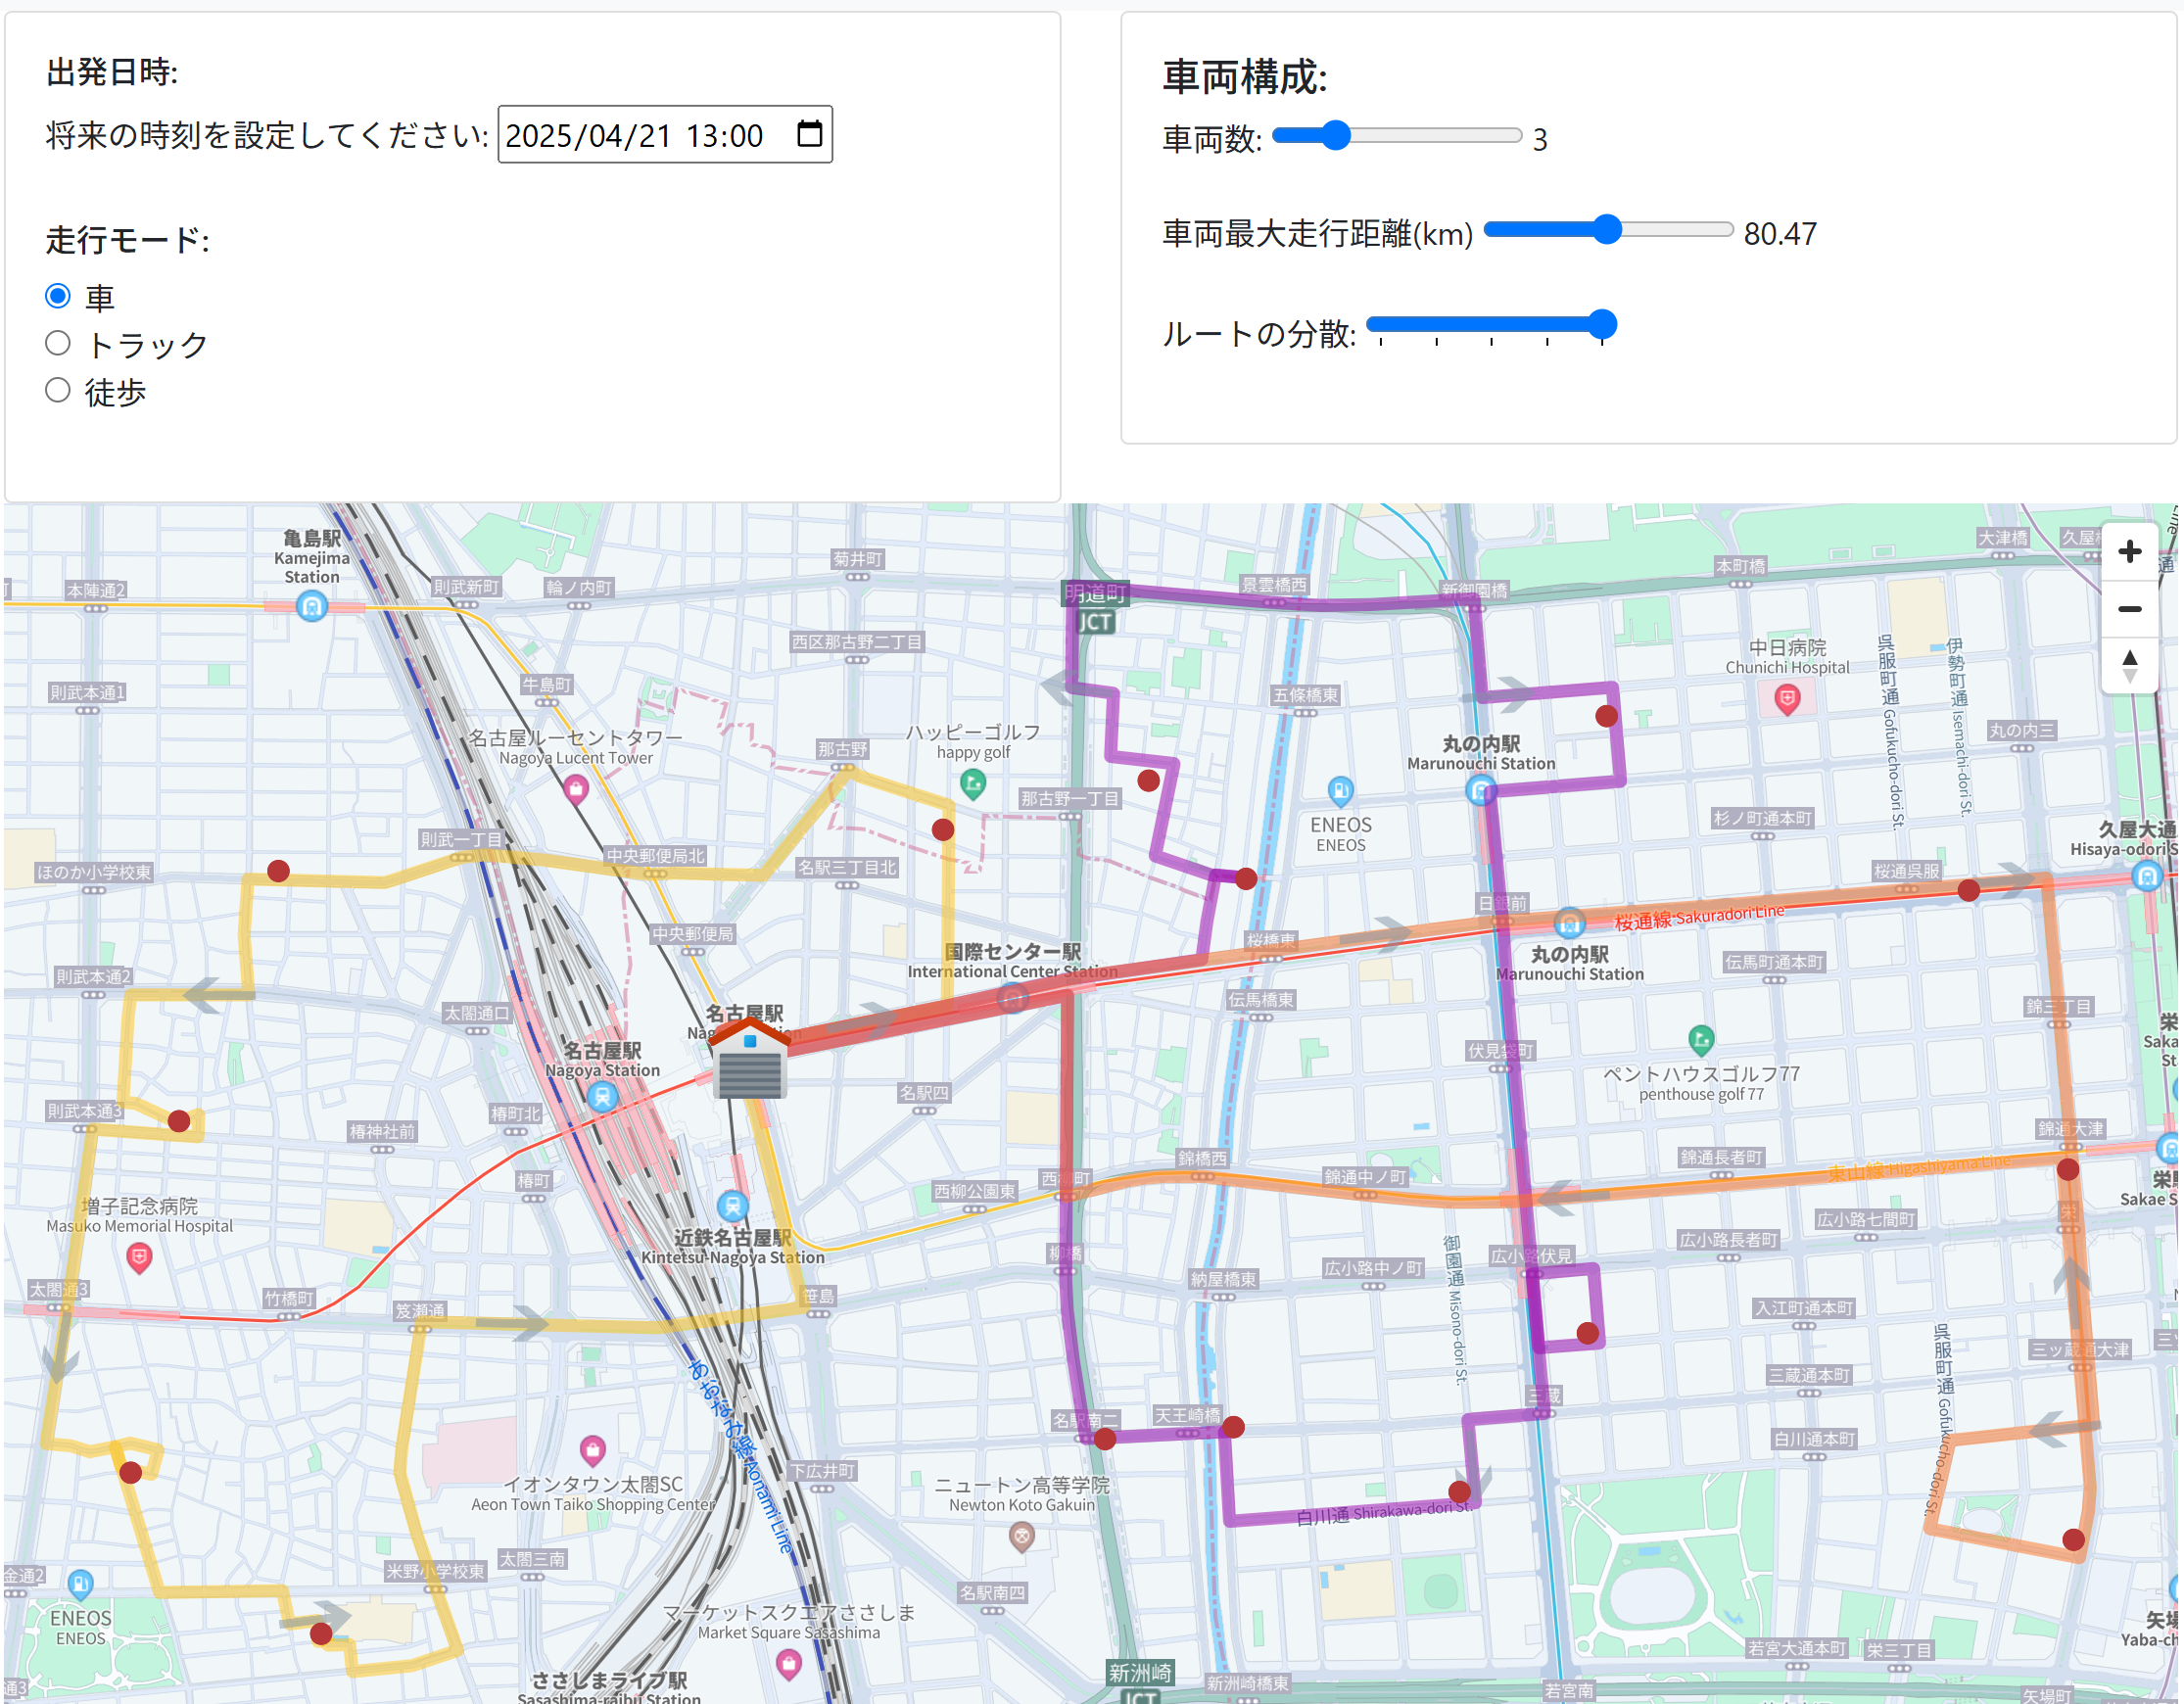 出発日時:
将来の時刻を設定してください: 2025/04/21 13:00
走行モード:
車
トラック
徒歩
車両構成:
車両数: 3
車両最大走行距離(km) 80.47
ルートの分散:
亀島駅
Kamejima
Station
本陣通2
則武新町
輪ノ内町
菊井町
明道町
JCT
景雲橋西
新御園橋
本町橋
大津橋
西区那古野二丁目
中日病院
Chunichi Hospital
呉服町通 Gofukucho-dori St.
伊勢町通 Isemachi-dori St.
則武本通1
牛島町
五條橋東
丸の内三
名古屋ルーセントタワー
Nagoya Lucent Tower
那古野
ハッピーゴルフ
happy golf
丸の内駅
Marunouchi Station
那古野一丁目
ENEOS
ENEOS
杉ノ町通本町
久屋大通
Hisaya-odori S
則武一丁目
中央郵便局北
名駅三丁目北
ほのか小学校東
桜通呉服
日銀前
桜通線 Sakuradori Line
中央郵便局
国際センター駅
International Center Station
桜橋東
丸の内駅
Marunouchi Station
伝馬町通本町
則武本通2
太閤通口
伝馬橋東
錦三丁目
名古屋駅
名古屋駅
Nagoya Station
伏見袋町
ペントハウスゴルフ77
penthouse golf 77
則武本通3
椿町北
名駅四
椿神社前
錦通大津
椿町
西柳公園東
西柳町
錦橋西
錦通中ノ町
錦通長者町
東山線 Higashiyama Line
増子記念病院
Masuko Memorial Hospital
近鉄名古屋駅
Kintetsu-Nagoya Station
柳橋
納屋橋東
広小路中ノ町
御園通 Misono-dori St.
広小路伏見
広小路長者町
広小路七間町
栄
Sakae S
太閤通3
竹橋町
笈瀬通
笹島
入江町通本町
呉服町通 Gofukucho-dori St.
三ッ蔵通大津
三蔵通本町
三蔵
あおなみ線 Aonami Line
名駅南二
天王崎橋
白川通本町
下広井町
イオンタウン太閤SC
Aeon Town Taiko Shopping Center
ニュートン高等学院
Newton Koto Gakuin
白川通 Shirakawa-dori St.
金通2
米野小学校東
太閤三南
名駅南四
ENEOS
ENEOS
マーケットスクエアささしま
Market Square Sasashima
若宮大通本町
栄三丁目
Yaba-ch
ささしまライブ駅
Sasashima-raibu Station
新洲崎
JCT
新洲崎橋東
若宮南
矢場町